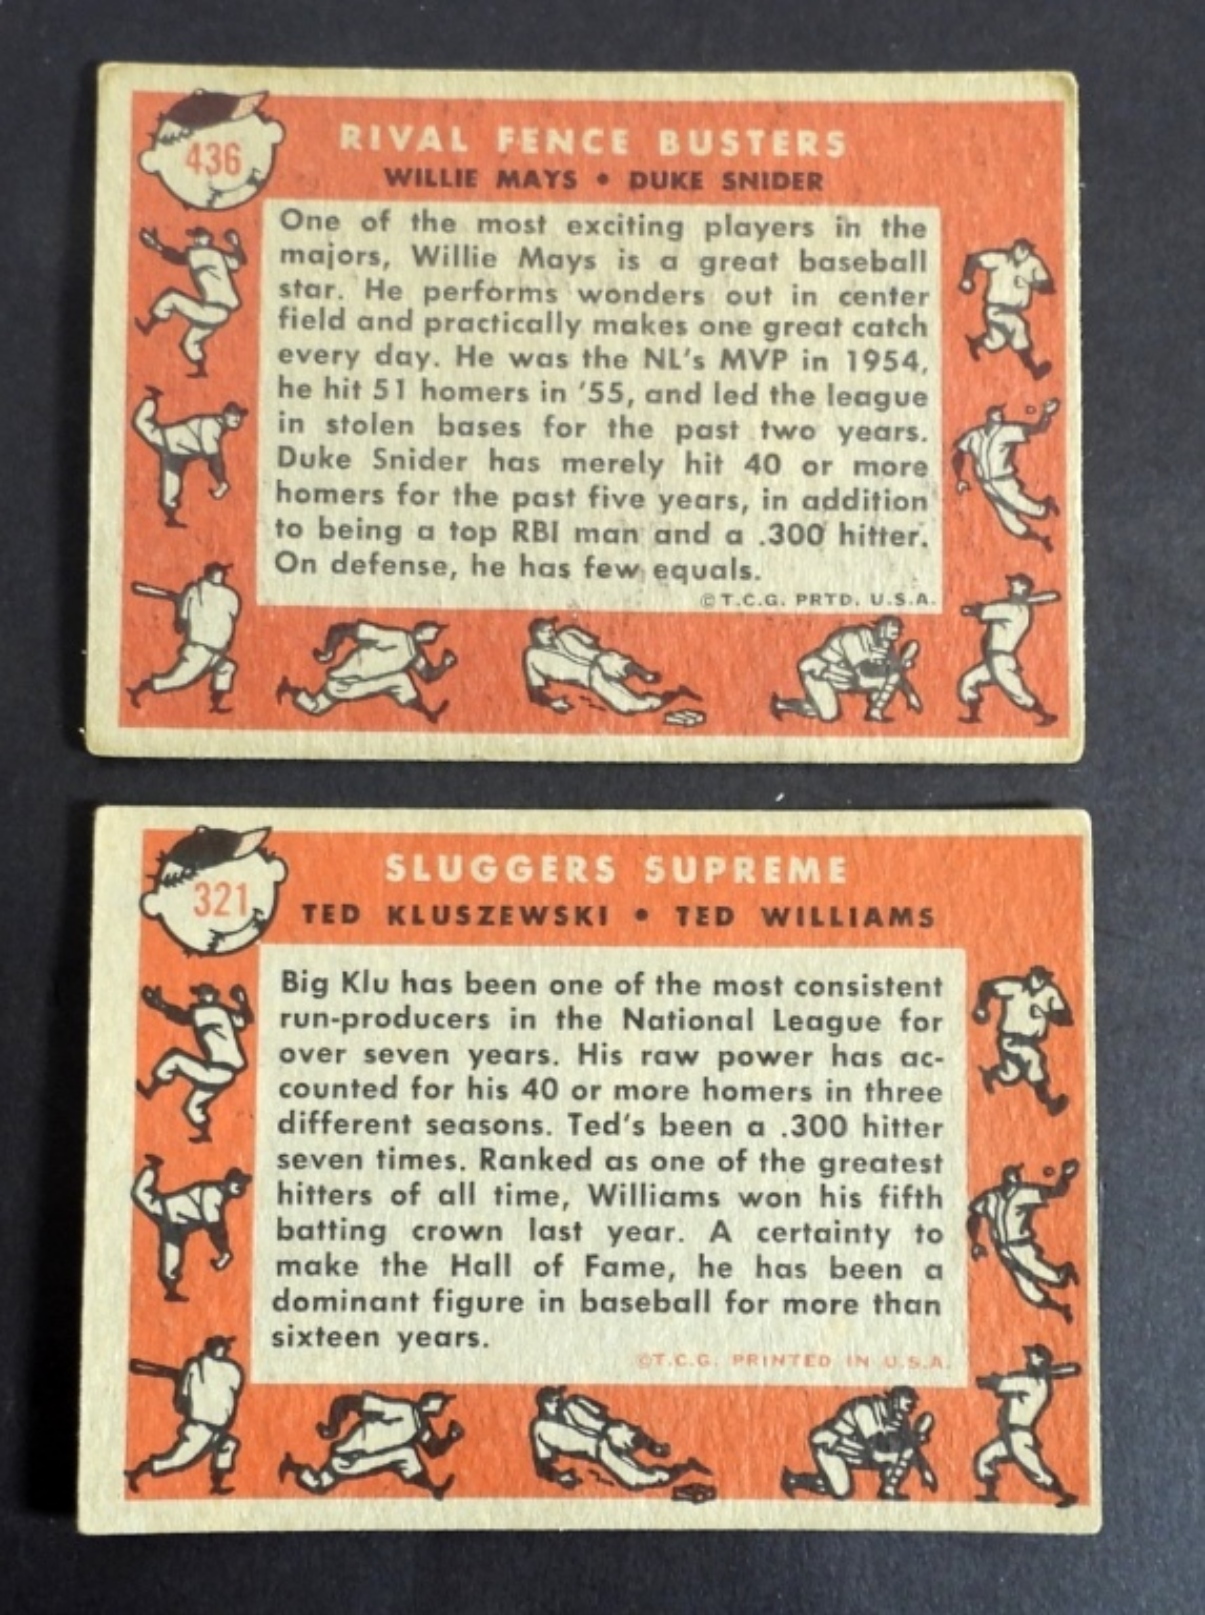 436
RIVAL FENCE BUSTERS
WILLIE MAYS • DUKE SNIDER
One of the most exciting players in the
majors, Willie Mays is a great baseball
star. He performs wonders out in center
field and practically makes one great catch
every day. He was the NL's MVP in 1954,
he hit 51 homers in '55, and led the league
in stolen bases for the past two years.
Duke Snider has merely hit 40 or more
homers for the past five years, in addition
to being a top RBI man and a .300 hitter.
On defense, he has few equals.
©T.C.G. PRTD. U.S.A.
321
SLUGGERS SUPREME
TED KLUSZEWSKI • TED WILLIAMS
Big Klu has been one of the most consistent
run-producers in the National League for
over seven years. His raw power has ac-
counted for his 40 or more homers in three
different seasons. Ted's been a .300 hitter
seven times. Ranked as one of the greatest
hitters of all time, Williams won his fifth
batting crown last year. A certainty to
make the Hall of Fame, he has been a
dominant figure in baseball for more than
sixteen years.
©T.C.G. PRINTED IN U.S.A.